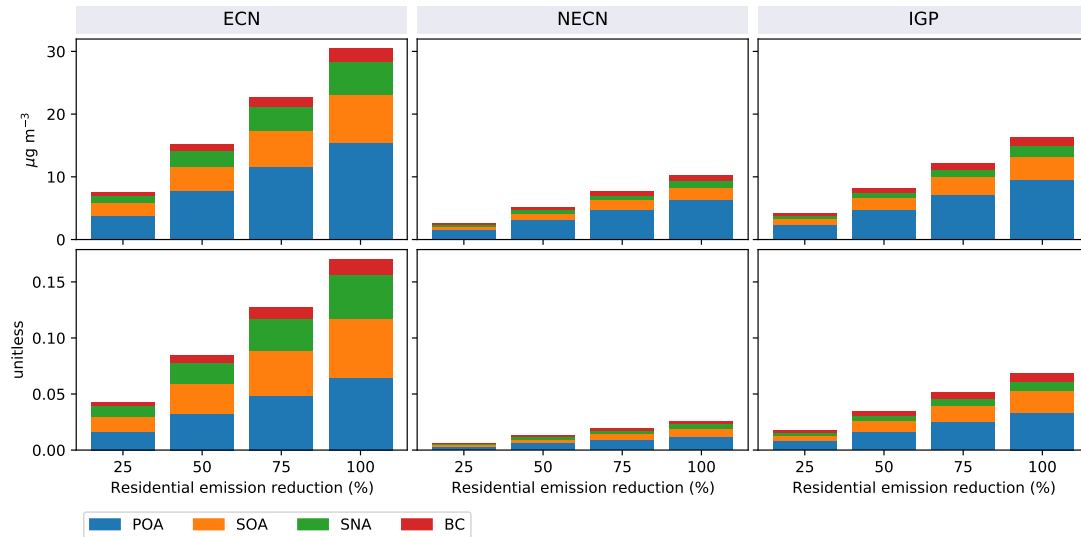 ECN NECN IGP
30
20
10
0
μg m⁻³
0.15
0.10
0.05
0.00
unitless
25 50 75 100 25 50 75 100 25 50 75 100
Residential emission reduction (%) Residential emission reduction (%) Residential emission reduction (%)
POA SOA SNA BC